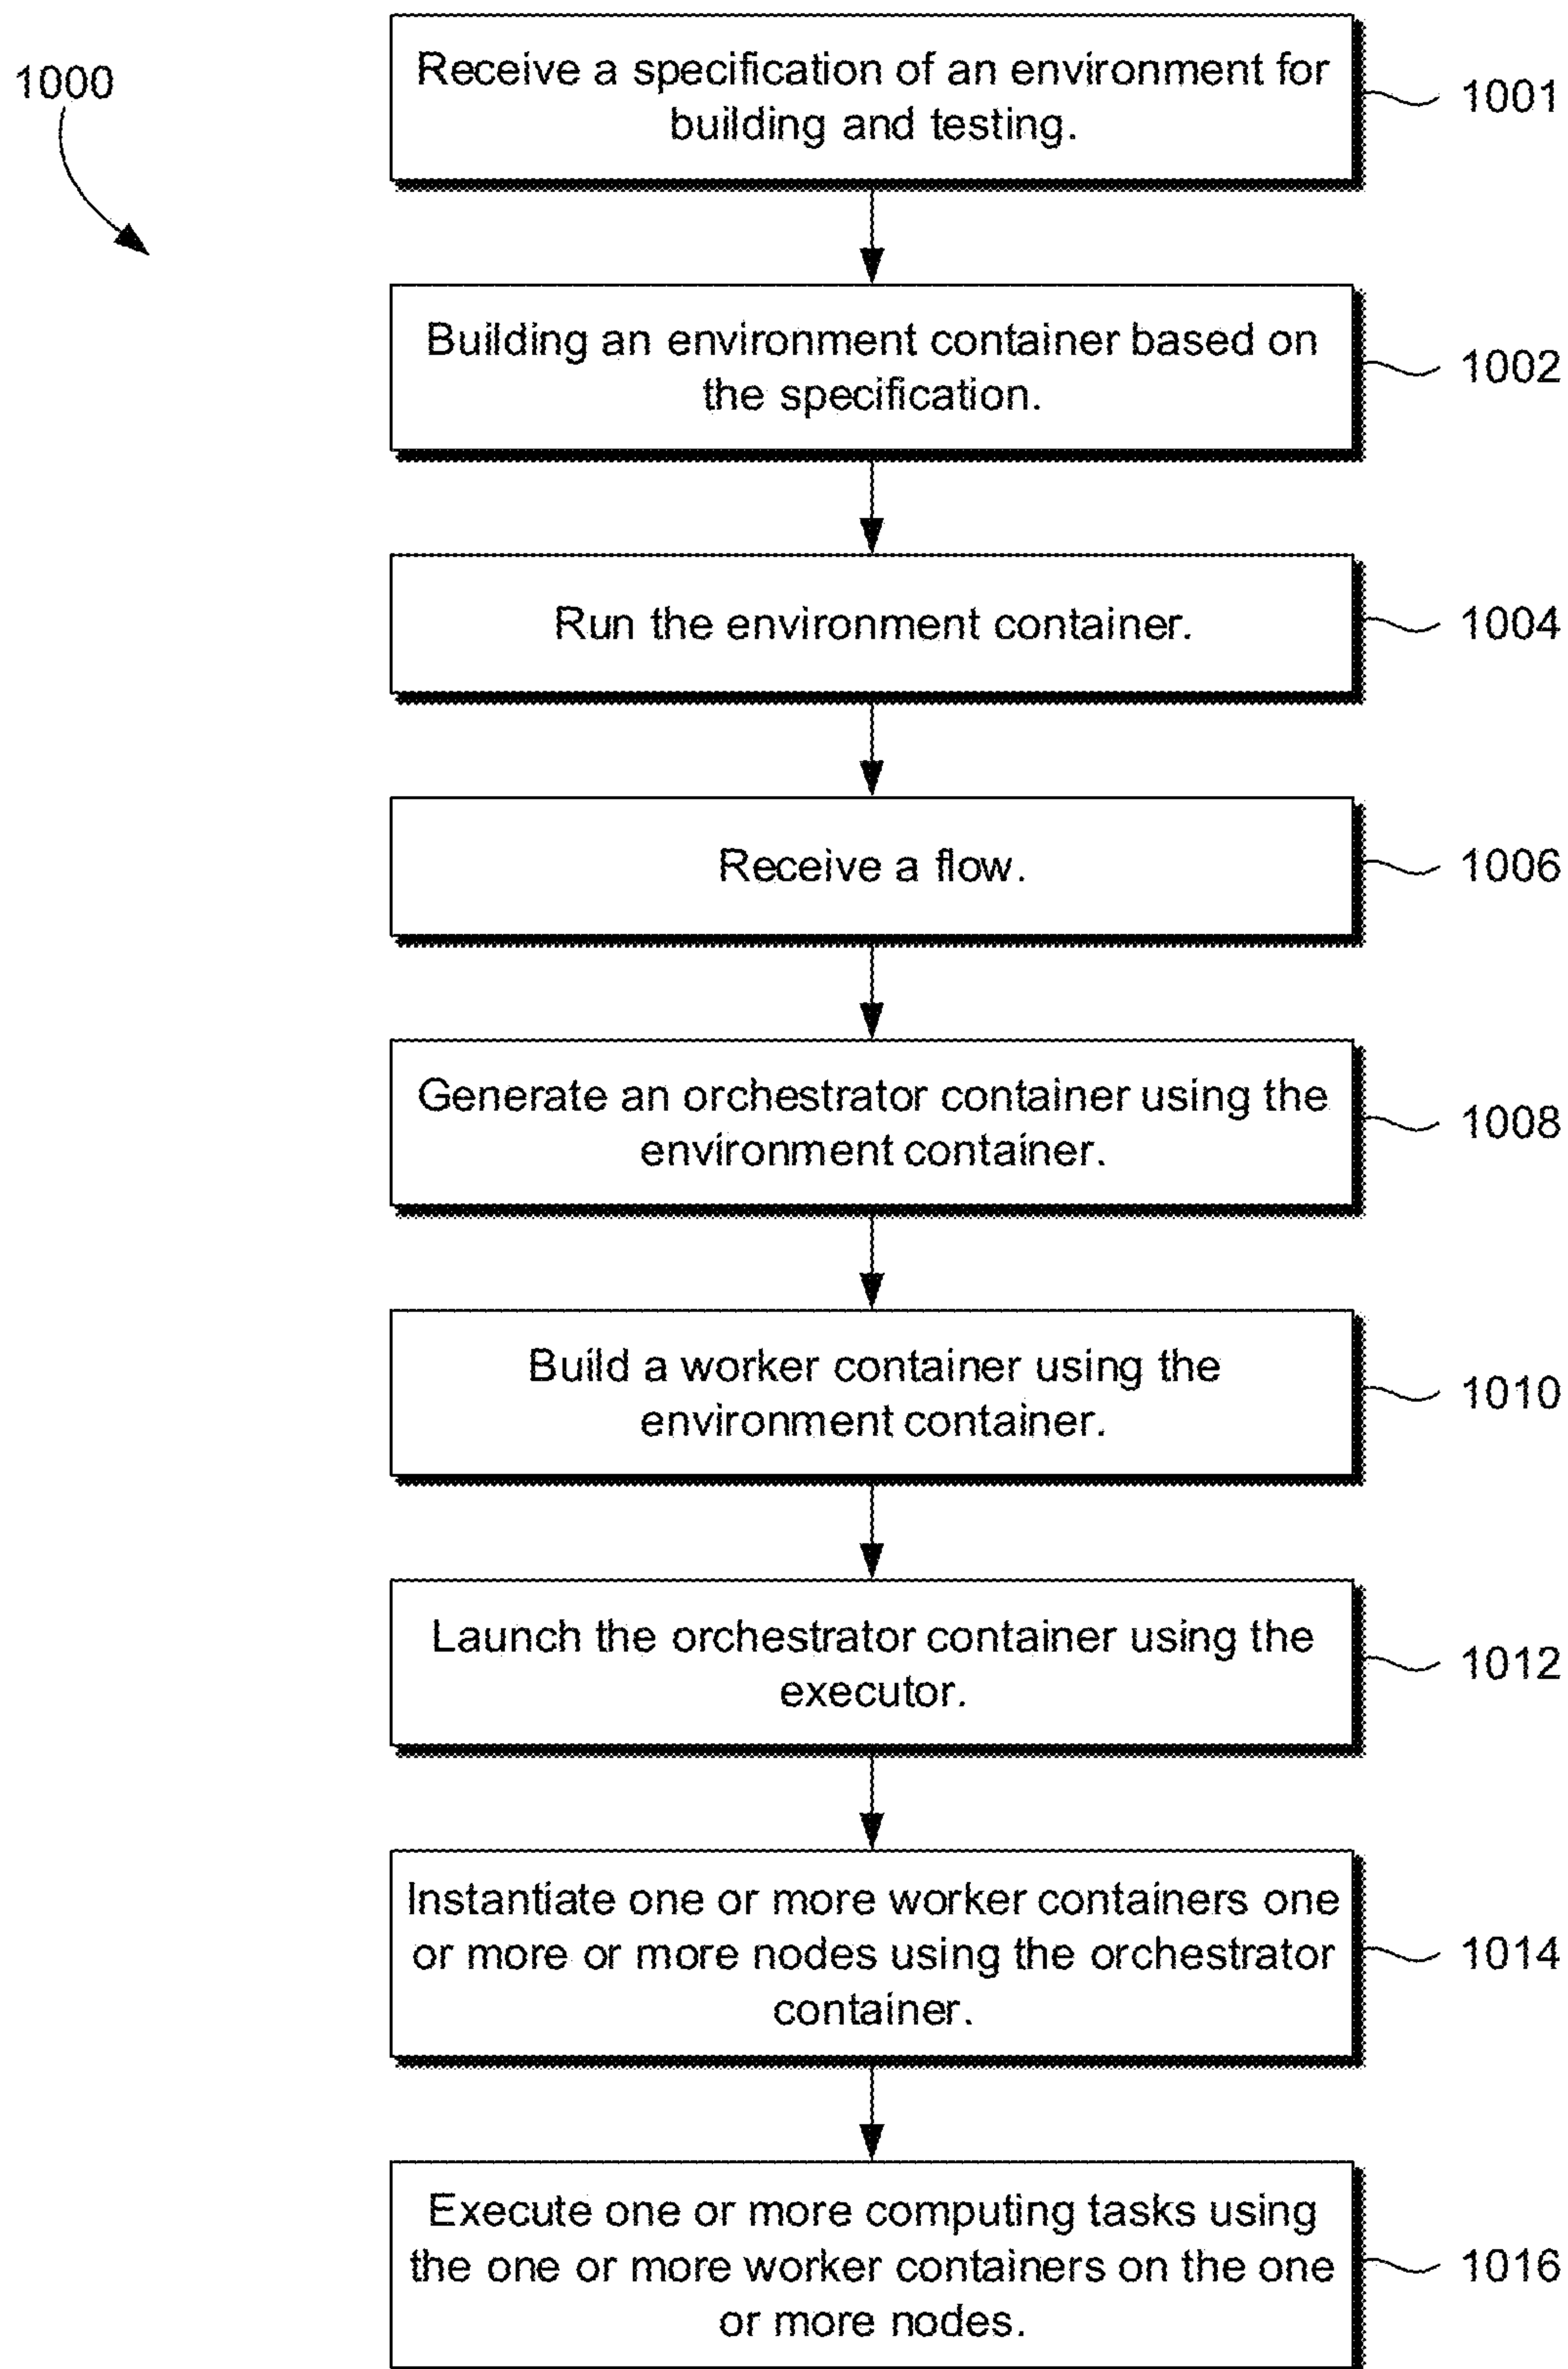 1000
Receive a specification of an environment for
building and testing.
1001
Building an environment container based on
the specification.
1002
Run the environment container.
1004
Receive a flow.
1006
Generate an orchestrator container using the
environment container.
1008
Build a worker container using the
environment container.
1010
Launch the orchestrator container using the
executor.
1012
Instantiate one or more worker containers one
or more or more nodes using the orchestrator
container.
1014
Execute one or more computing tasks using
the one or more worker containers on the one
or more nodes.
1016